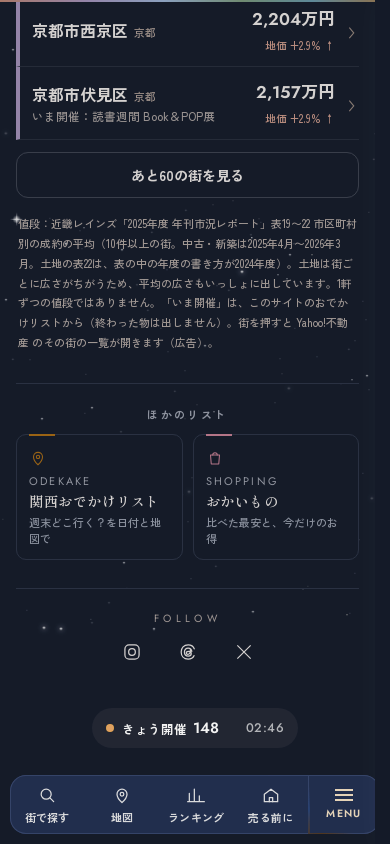 京都市西京区 京都
2,204万円
地価 +2.9% ↑
京都市伏見区 京都
2,157万円
いま開催：読書週間 Book＆POP展
地価 +2.9% ↑
あと60の街を見る
値段：近畿レインズ「2025年度 年刊市況レポート」表19〜22 市区町村
別の成約の平均（10件以上の街。中古・新築は2025年4月〜2026年3
月。土地の表22は、表の中の年度の書き方が2024年度）。土地は街ご
とに広さがちがうため、平均の広さもいっしょに出しています。1軒
ずつの値段ではありません。「いま開催」は、このサイトのおでか
けリストから（終わった物は出しません）。街を押すと Yahoo!不動
産 のその街の一覧が開きます（広告）。
ほかのリスト
ODEKAKE
関西おでかけリスト
週末どこ行く？を日付と地
図で
SHOPPING
おかいもの
比べた最安と、今だけのお
得
FOLLOW
きょう開催 148 02:46
街で探す
地図
ランキング
売る前に
MENU